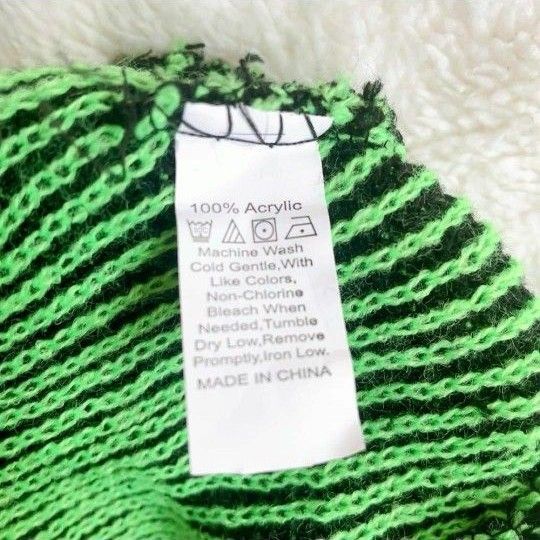 100% Acrylic
Machine Wash
Cold Gentle,With
Like Colors,
Non-Chlorine
Bleach When
Needed,Tumble
Dry Low,Remove
Promptly,Iron Low.
MADE IN CHINA